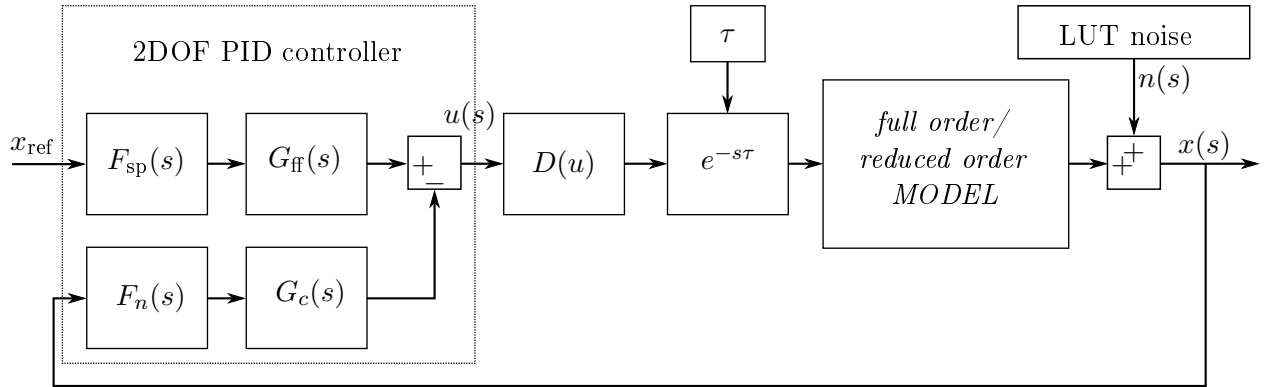 2DOF PID controller
τ
LUT noise
n(s)
x_ref
F_sp(s)
G_ff(s)
+
−
u(s)
D(u)
e^{−sτ}
full order/
reduced order
MODEL
+
+
x(s)
F_n(s)
G_c(s)